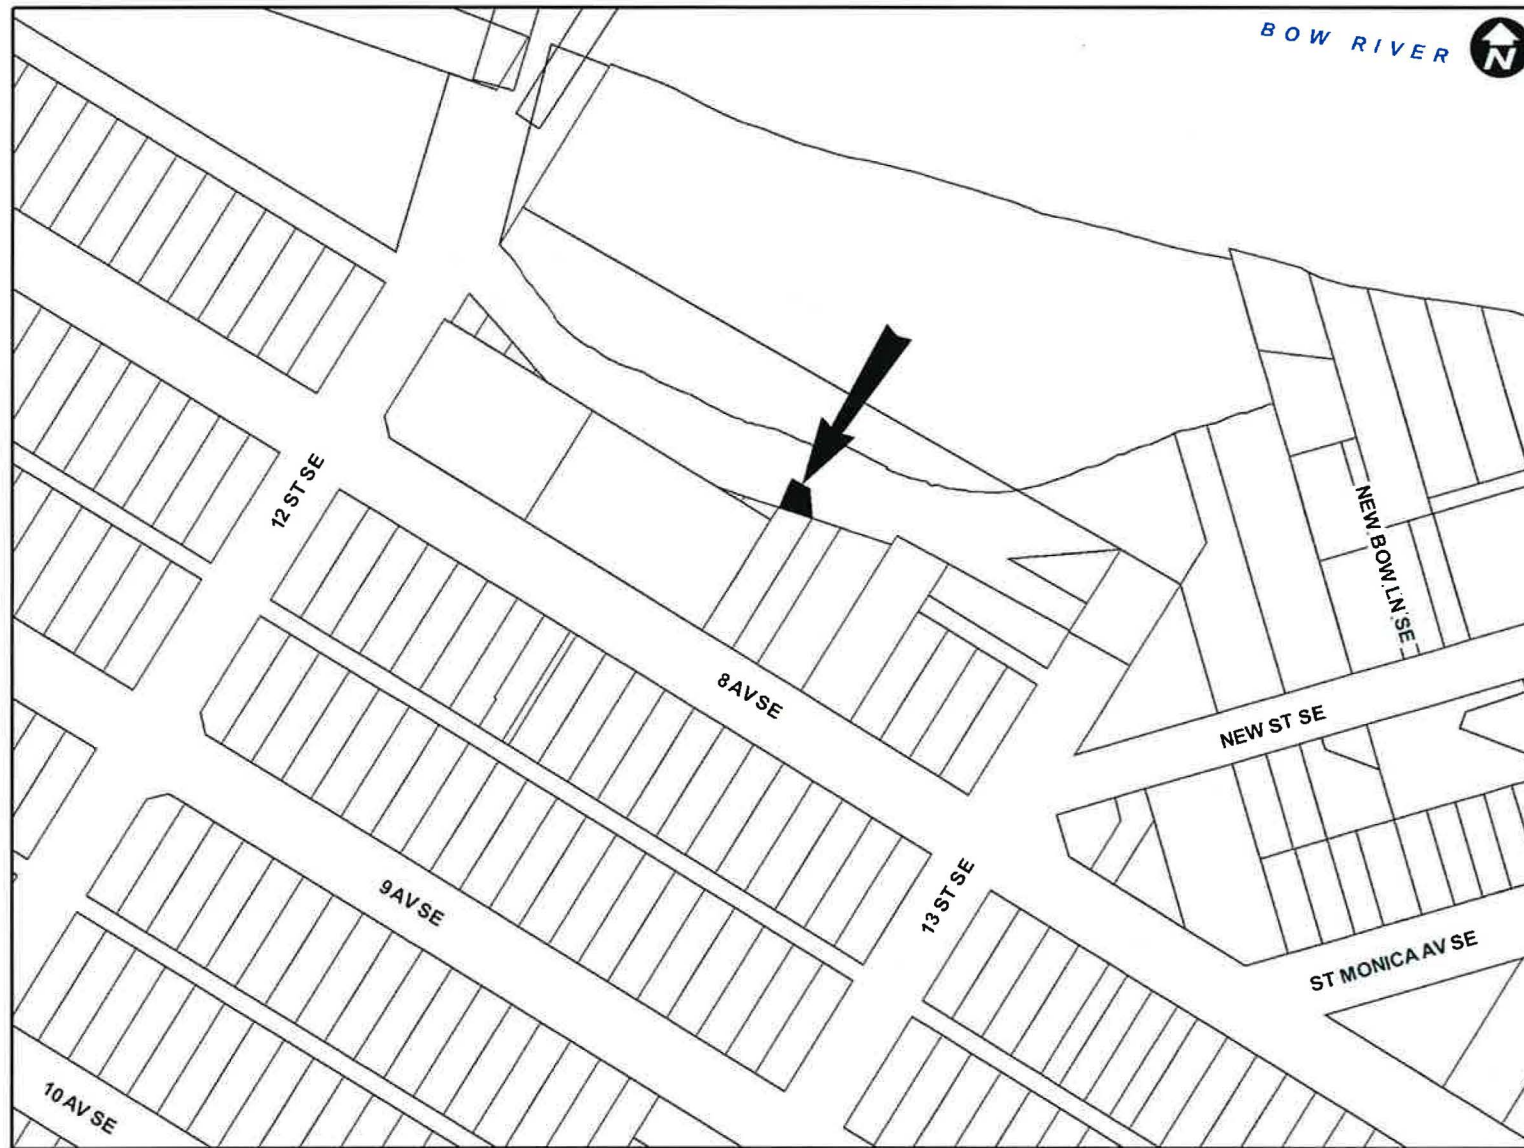 BOW RIVER
N
12 ST SE
NEW BOW LN SE
8 AV SE
NEW ST SE
9 AV SE
13 ST SE
ST MONICA AV SE
10 AV SE